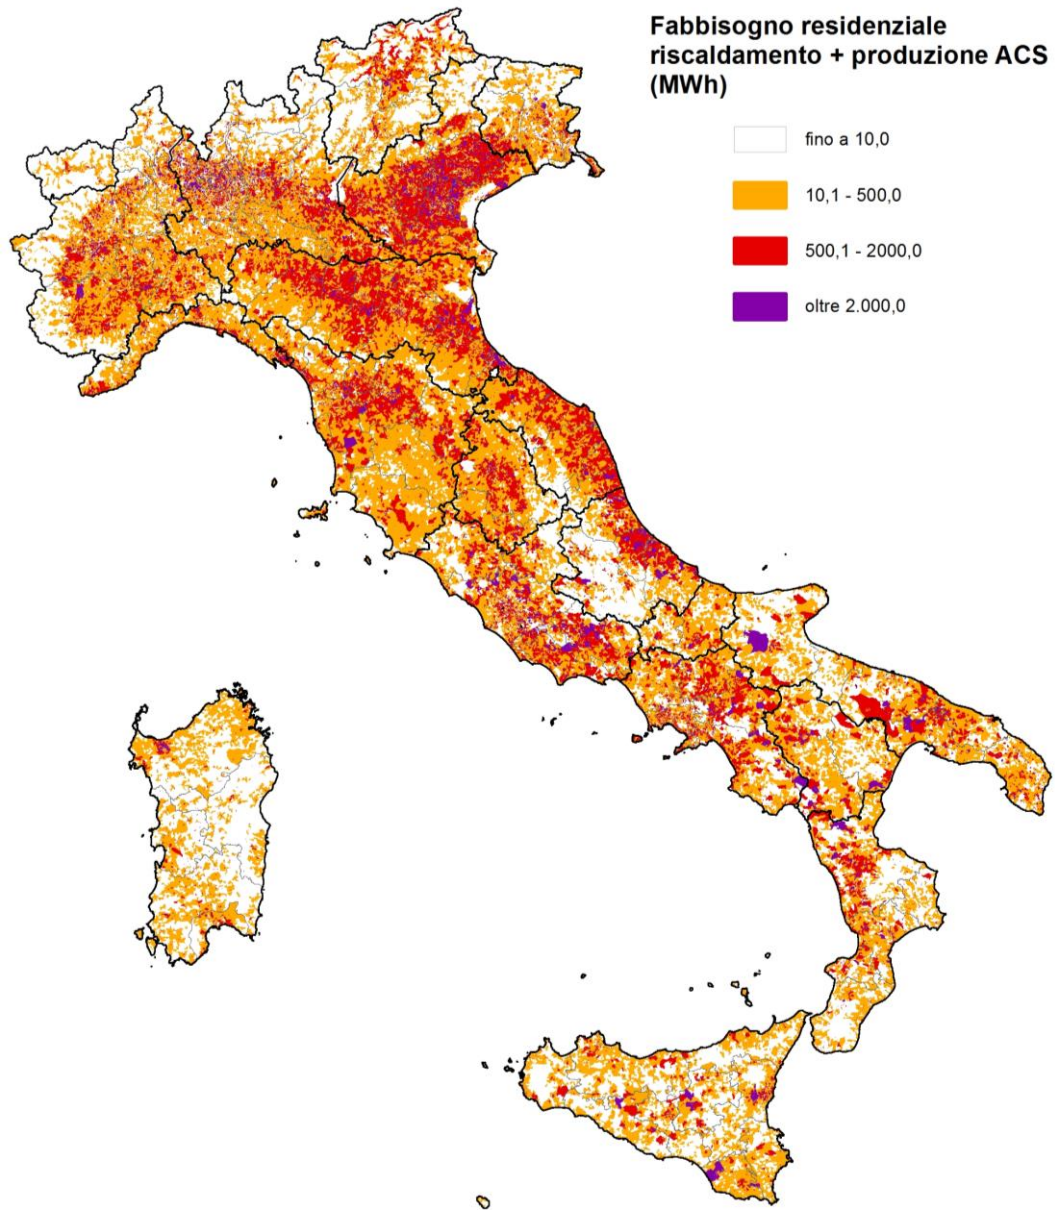 Fabbisogno residenziale
riscaldamento + produzione ACS
(MWh)
fino a 10,0
10,1 - 500,0
500,1 - 2000,0
oltre 2.000,0